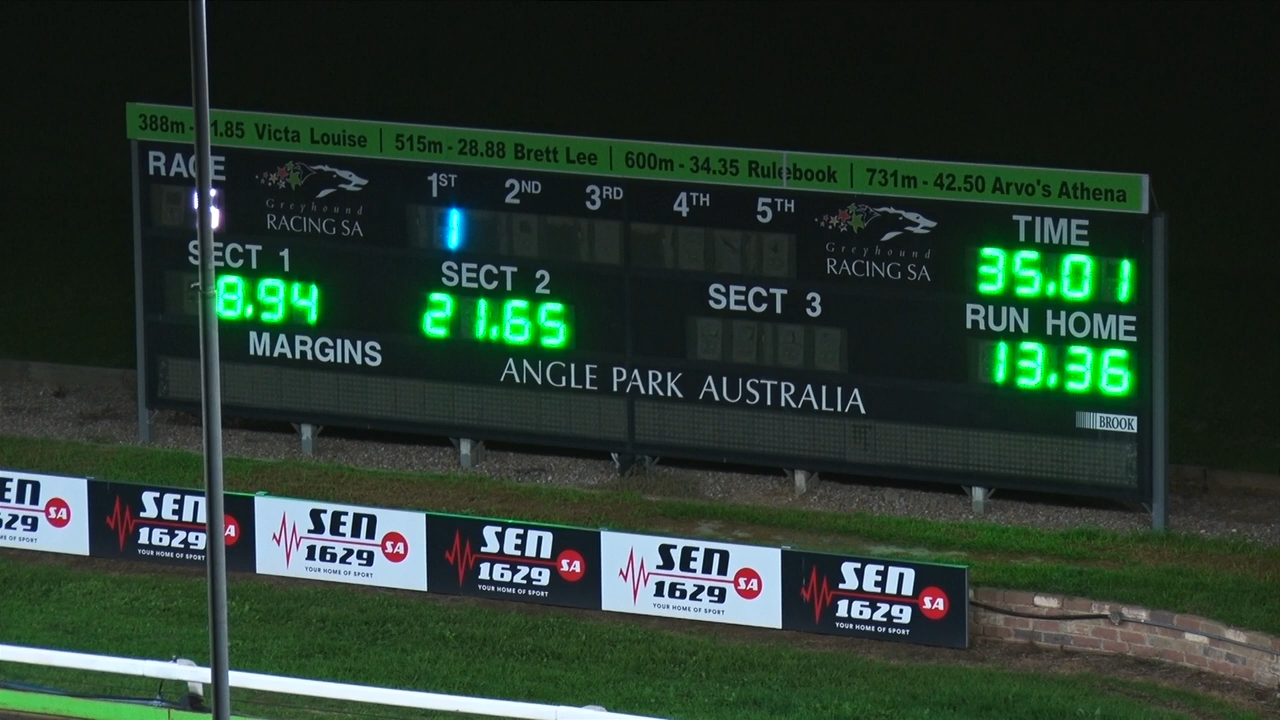 388m - 1.85 Victa Louise | 515m - 28.88 Brett Lee | 600m - 34.35 Rulebook | 731m - 42.50 Arvo's Athena
RACE
Greyhound
RACING SA
1ST 2ND 3RD 4TH 5TH
1
Greyhound
RACING SA
TIME
35.01
SECT 1
8.94
SECT 2
21.65
SECT 3
RUN HOME
13.36
MARGINS
ANGLE PARK AUSTRALIA
BROOK
SEN SA
1629
SEN
1629
YOUR HOME OF SPORT
SEN SA
1629
YOUR HOME OF SPORT
SEN SA
1629
YOUR HOME OF SPORT
SEN SA
1629
YOUR HOME OF SPORT
SEN SA
1629
YOUR HOME OF SPORT